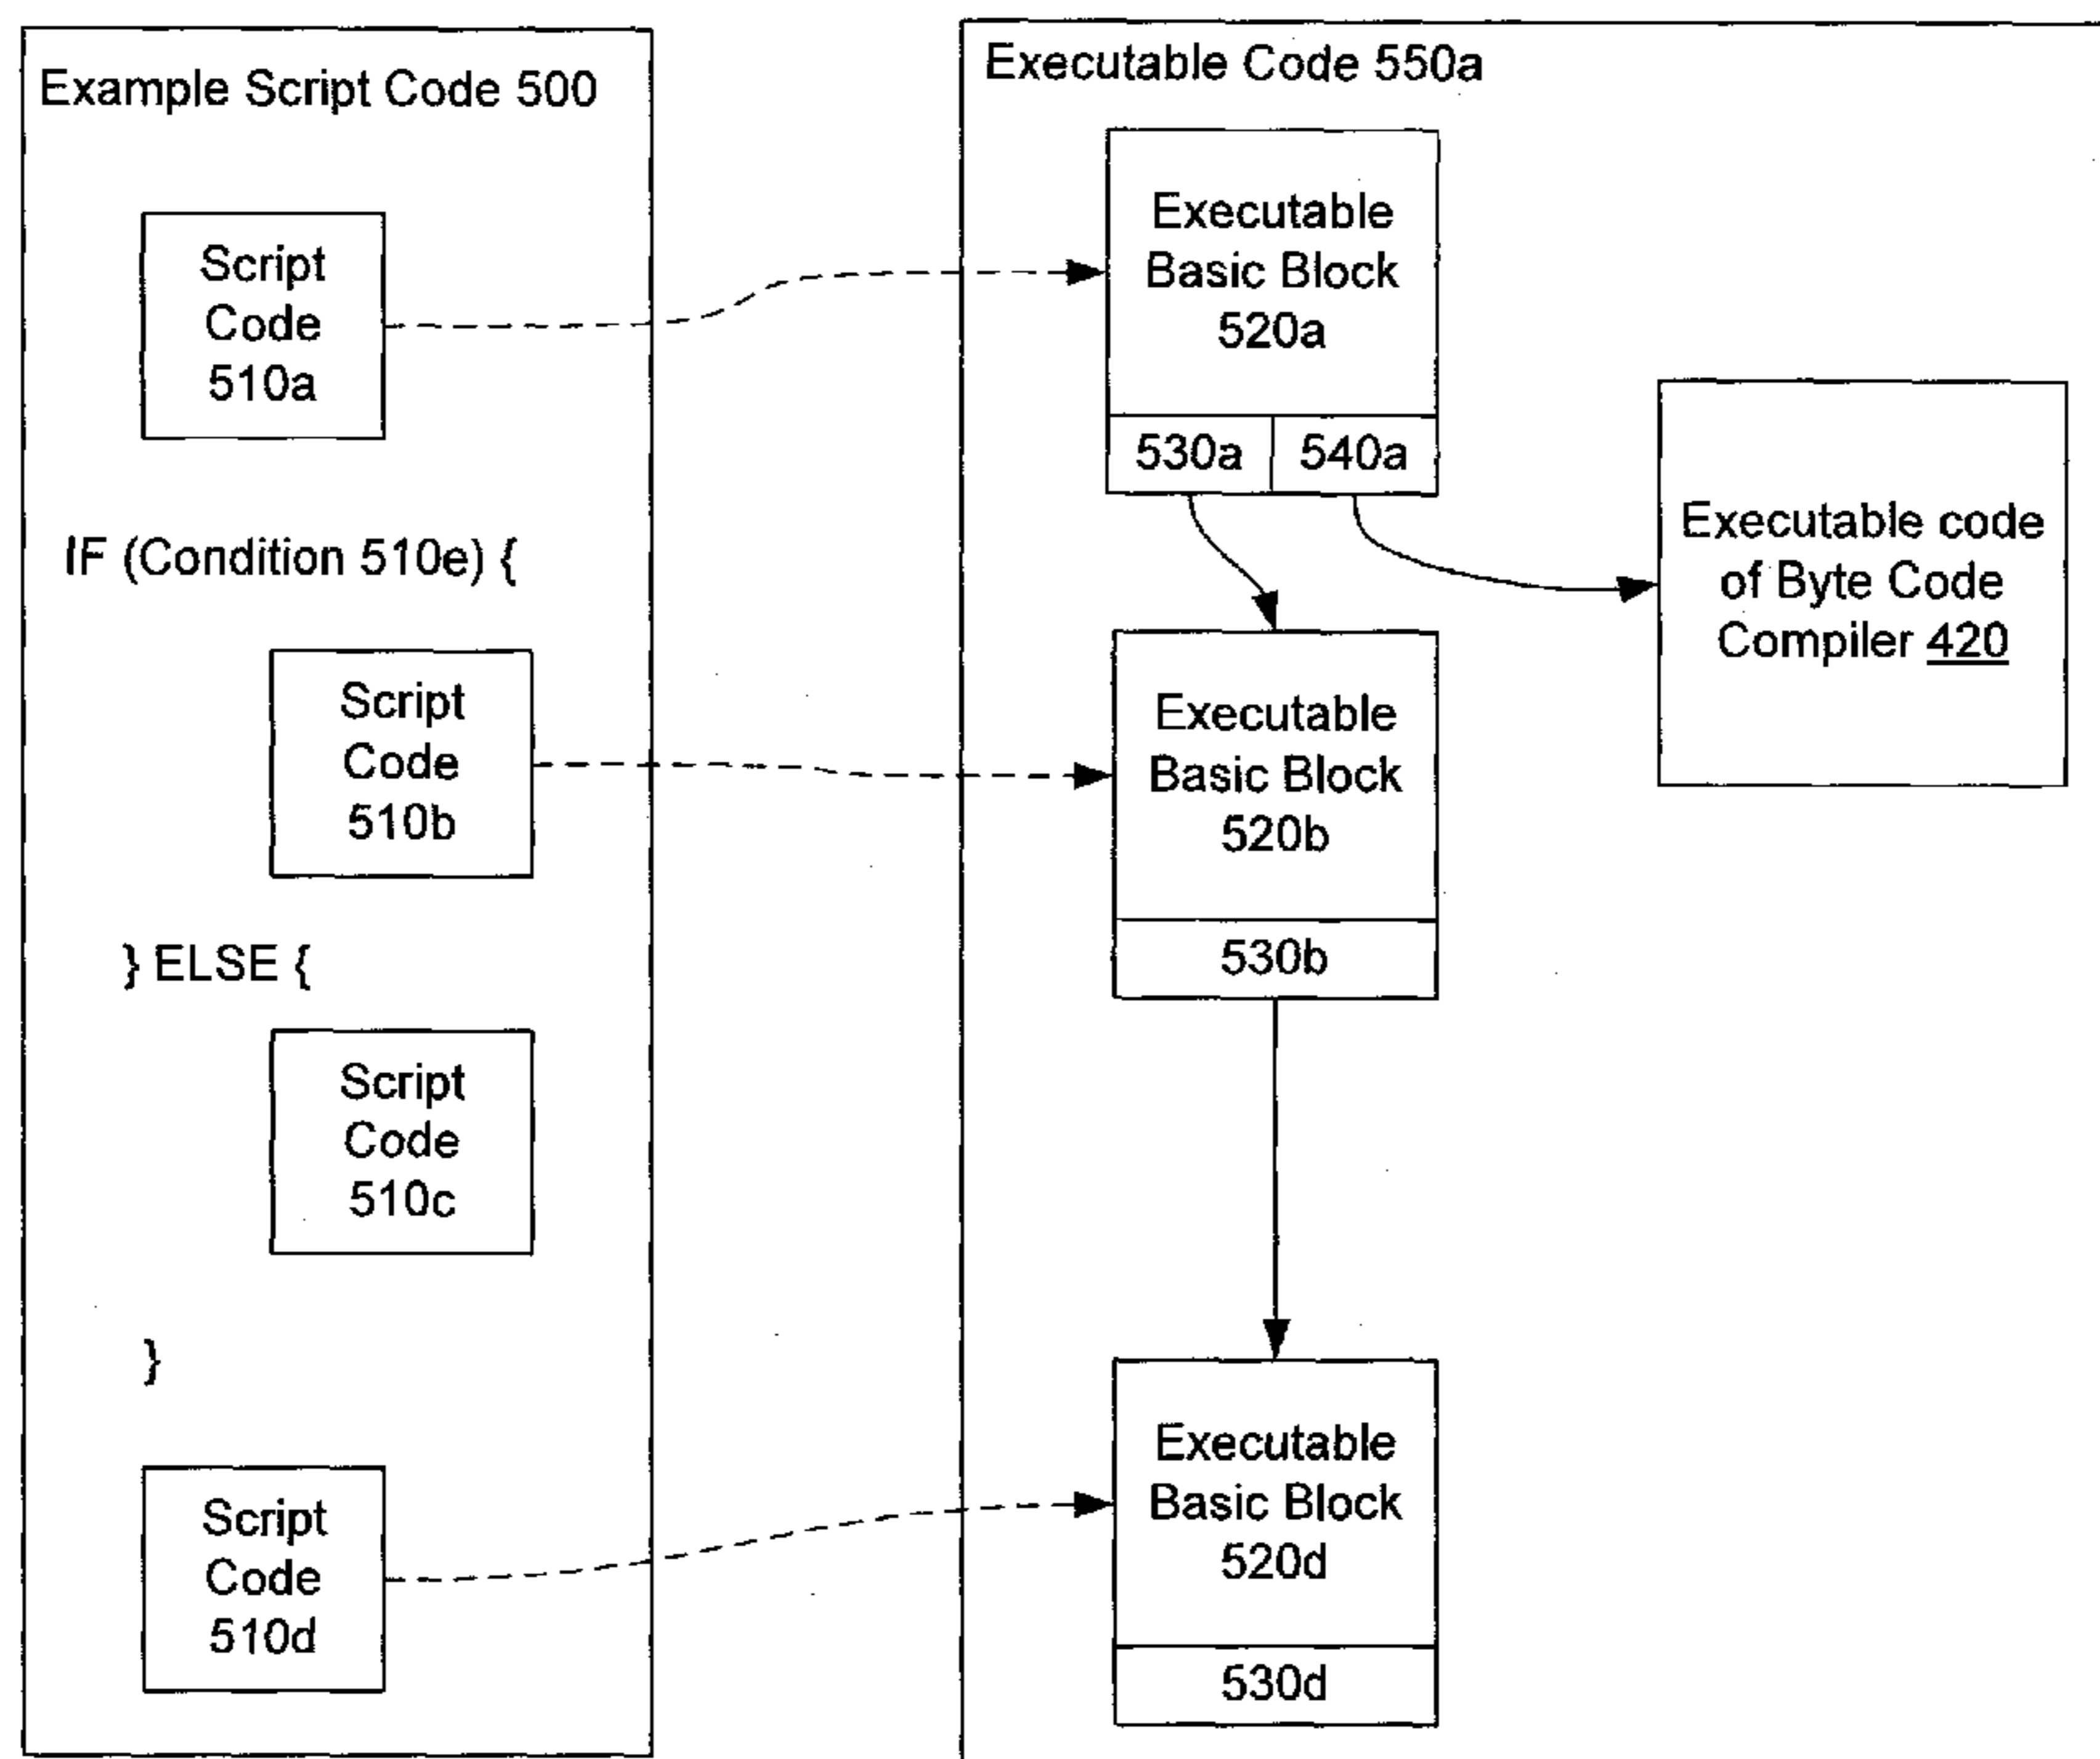 Example Script Code 500
Script
Code
510a
IF (Condition 510e) {
Script
Code
510b
} ELSE {
Script
Code
510c
}
Script
Code
510d
Executable Code 550a
Executable
Basic Block
520a
530a
540a
Executable code
of Byte Code
Compiler 420
Executable
Basic Block
520b
530b
Executable
Basic Block
520d
530d